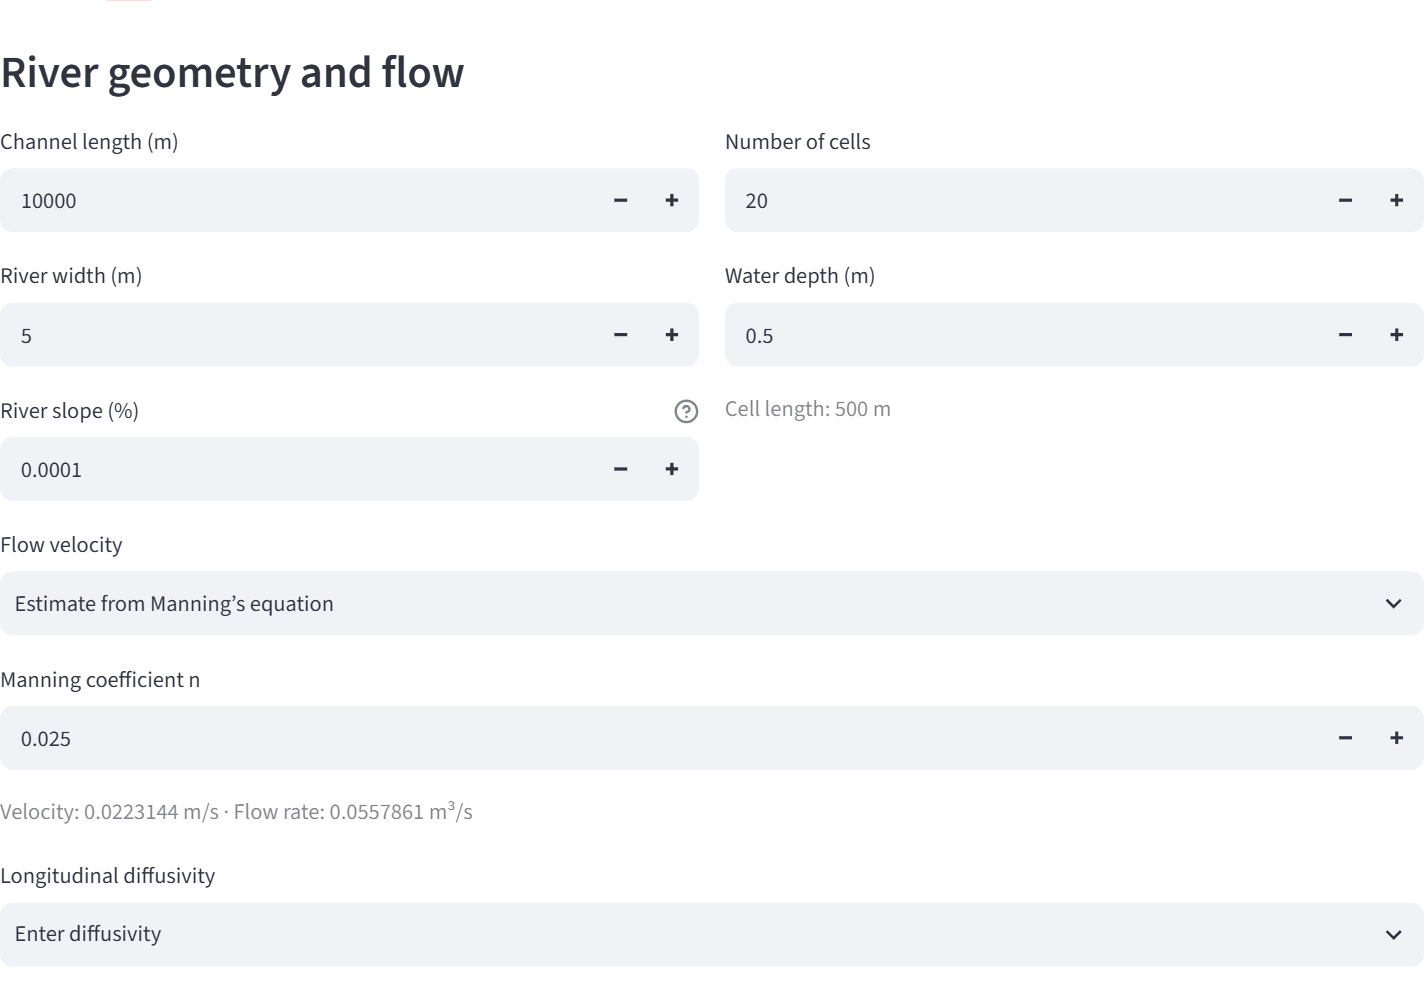 River geometry and flow
Channel length (m)
Number of cells
10000
20
River width (m)
Water depth (m)
5
0.5
River slope (%)
Cell length: 500 m
0.0001
Flow velocity
Estimate from Manning’s equation
Manning coefficient n
0.025
Velocity: 0.0223144 m/s · Flow rate: 0.0557861 m³/s
Longitudinal diffusivity
Enter diffusivity